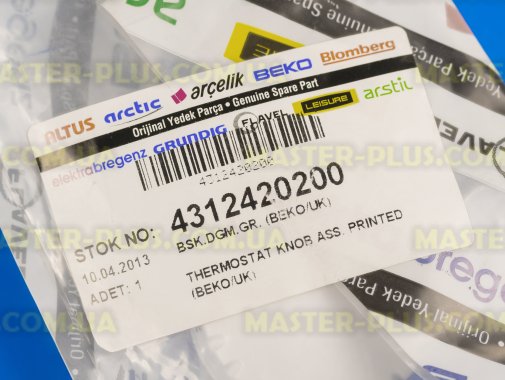 ALTUS arctic arçelik BEKO Blomberg
Orijinal Yedek Parça • Genuine Spare Part
elektrabregenz GRUNDIG FLAVEL LEISURE arstil
4312420200
STOK NO: 4312420200
10.04.2013 BSK.DGM.GR. (BEKO/UK)
ADET: 1 THERMOSTAT KNOB ASS. PRINTED
(BEKO/UK)
MASTER-PLUS.COM.UA